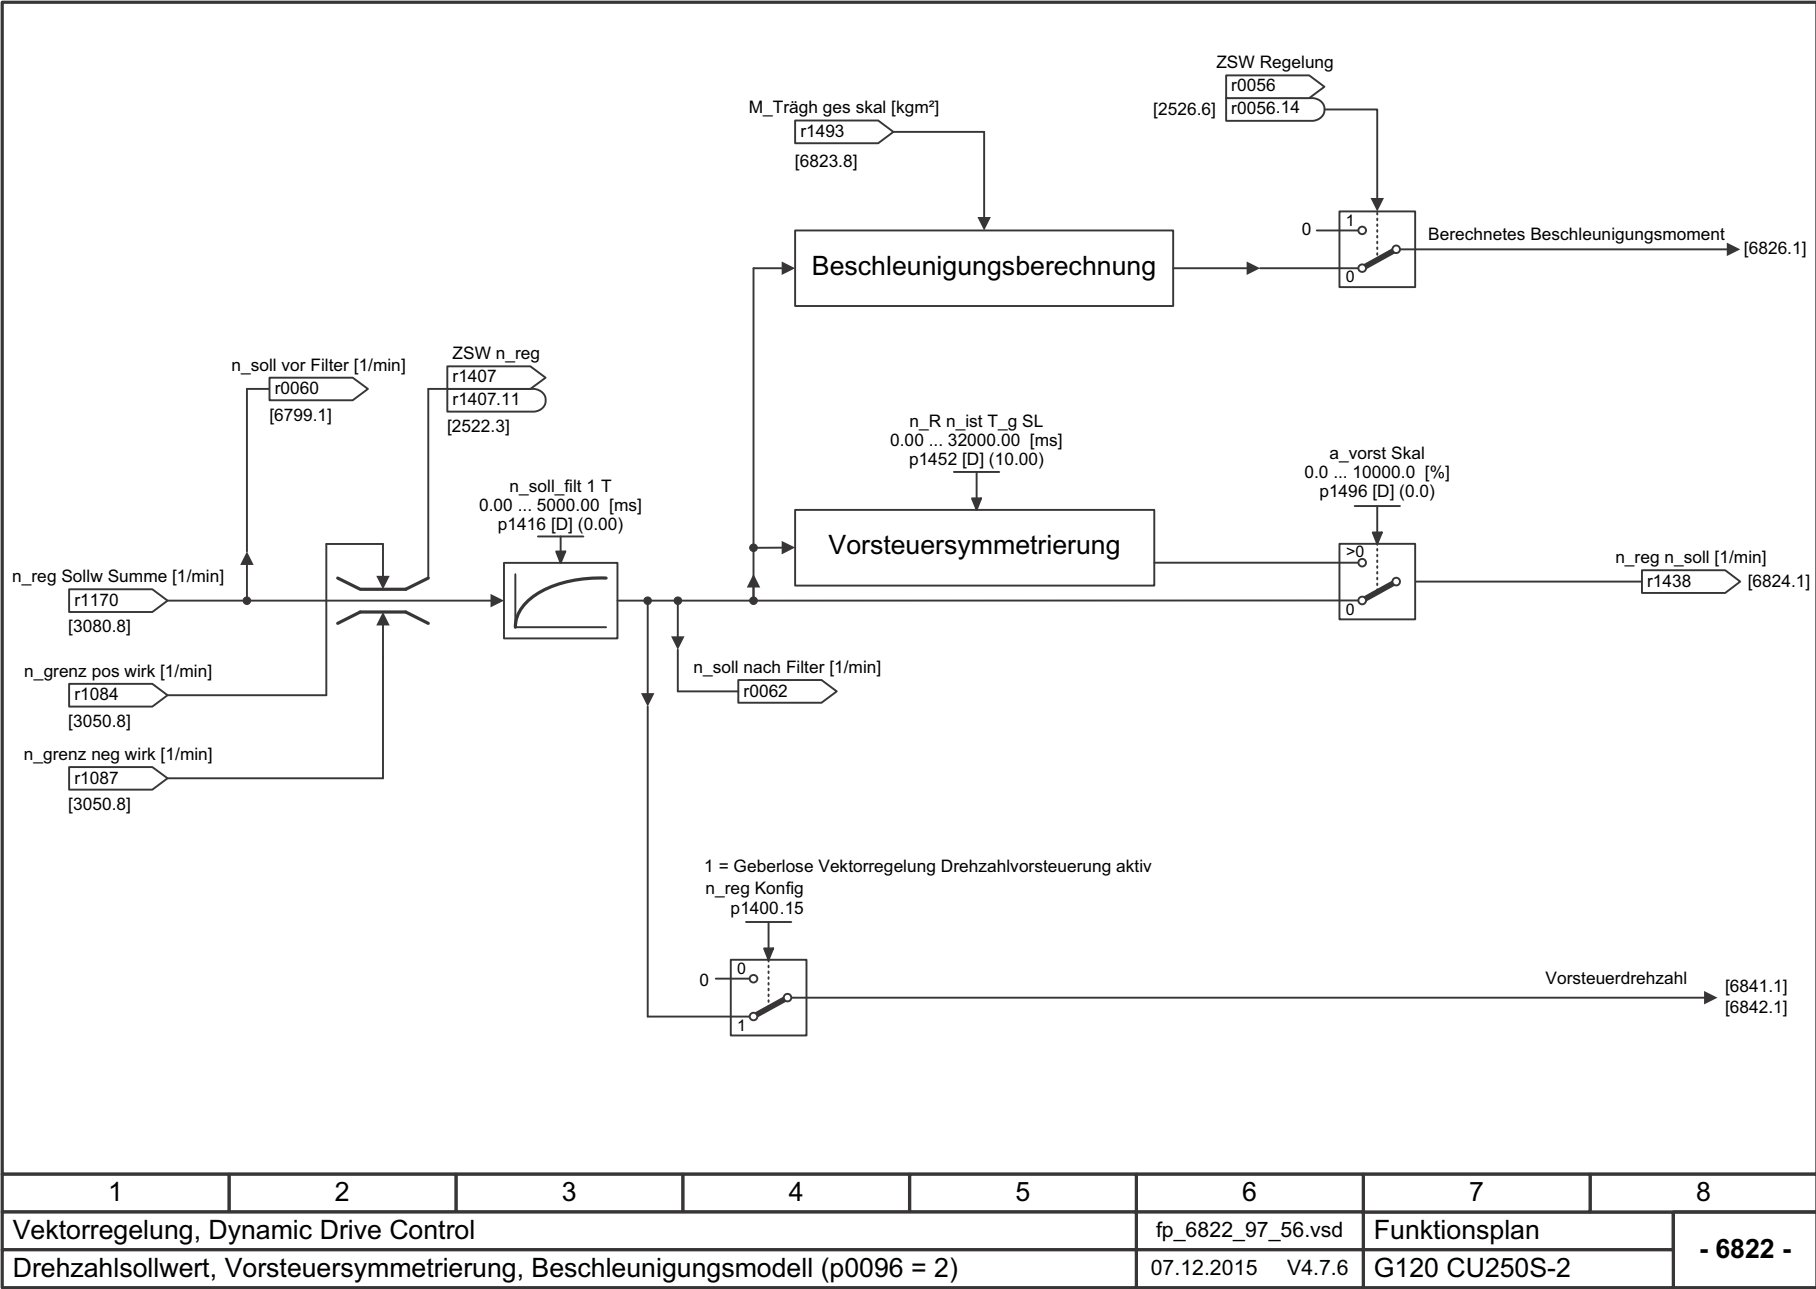 ZSW Regelung
r0056
[2526.6] r0056.14
M_Trägh ges skal [kgm²]
r1493
[6823.8]
1
0
0
Berechnetes Beschleunigungsmoment
[6826.1]
Beschleunigungsberechnung
n_soll vor Filter [1/min]
r0060
[6799.1]
ZSW n_reg
r1407
r1407.11
[2522.3]
n_R n_ist T_g SL
0.00 ... 32000.00 [ms]
p1452 [D] (10.00)
a_vorst Skal
0.0 ... 10000.0 [%]
p1496 [D] (0.0)
n_soll_filt 1 T
0.00 ... 5000.00 [ms]
p1416 [D] (0.00)
Vorsteuersymmetrierung
>0
0
n_reg n_soll [1/min]
r1438 [6824.1]
n_reg Sollw Summe [1/min]
r1170
[3080.8]
n_grenz pos wirk [1/min]
r1084
[3050.8]
n_soll nach Filter [1/min]
r0062
n_grenz neg wirk [1/min]
r1087
[3050.8]
1 = Geberlose Vektorregelung Drehzahlvorsteuerung aktiv
n_reg Konfig
p1400.15
0
0
1
Vorsteuerdrehzahl
[6841.1]
[6842.1]
1 2 3 4 5 6 7 8
Vektorregelung, Dynamic Drive Control fp_6822_97_56.vsd Funktionsplan
- 6822 -
Drehzahlsollwert, Vorsteuersymmetrierung, Beschleunigungsmodell (p0096 = 2) 07.12.2015 V4.7.6 G120 CU250S-2